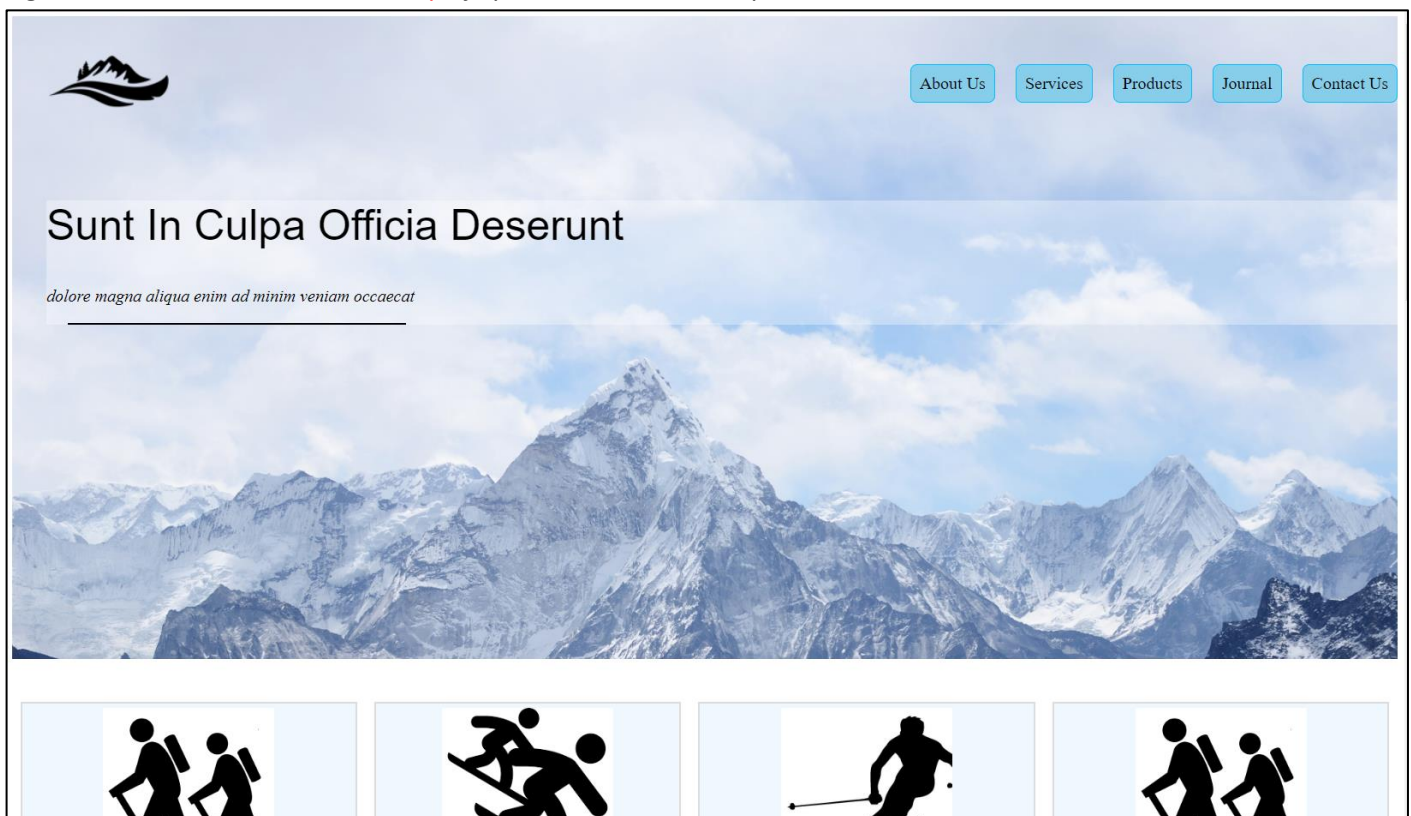 About Us
Services
Products
Journal
Contact Us
Sunt In Culpa Officia Deserunt
dolore magna aliqua enim ad minim veniam occaecat